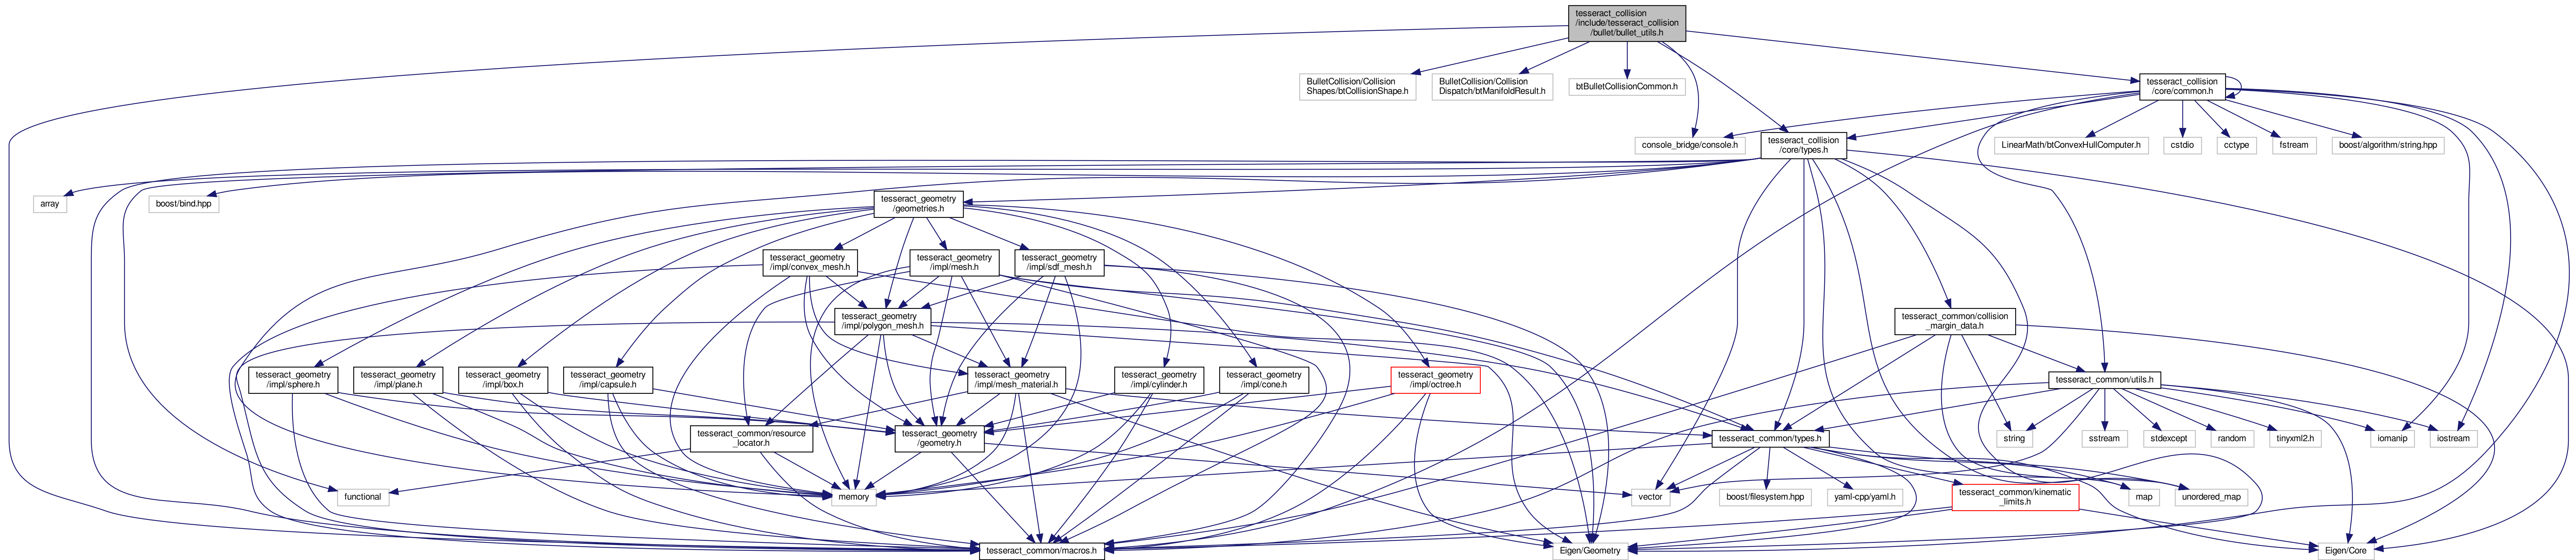 tesseract_collision
/include/tesseract_collision
/bullet/bullet_utils.h
BulletCollision/Collision
Shapes/btCollisionShape.h
BulletCollision/Collision
Dispatch/btManifoldResult.h
btBulletCollisionCommon.h
tesseract_collision
/core/common.h
console_bridge/console.h
tesseract_collision
/core/types.h
LinearMath/btConvexHullComputer.h
cstdio
cctype
fstream
boost/algorithm/string.hpp
array
boost/bind.hpp
tesseract_geometry
/geometries.h
tesseract_geometry
/impl/convex_mesh.h
tesseract_geometry
/impl/mesh.h
tesseract_geometry
/impl/sdf_mesh.h
tesseract_geometry
/impl/polygon_mesh.h
tesseract_common/collision
_margin_data.h
tesseract_geometry
/impl/sphere.h
tesseract_geometry
/impl/plane.h
tesseract_geometry
/impl/box.h
tesseract_geometry
/impl/capsule.h
tesseract_geometry
/impl/mesh_material.h
tesseract_geometry
/impl/cylinder.h
tesseract_geometry
/impl/cone.h
tesseract_geometry
/impl/octree.h
tesseract_common/utils.h
tesseract_common/resource
_locator.h
tesseract_geometry
/geometry.h
tesseract_common/types.h
string
sstream
stdexcept
random
tinyxml2.h
iomanip
iostream
functional
memory
vector
boost/filesystem.hpp
yaml-cpp/yaml.h
tesseract_common/kinematic
_limits.h
map
unordered_map
tesseract_common/macros.h
Eigen/Geometry
Eigen/Core